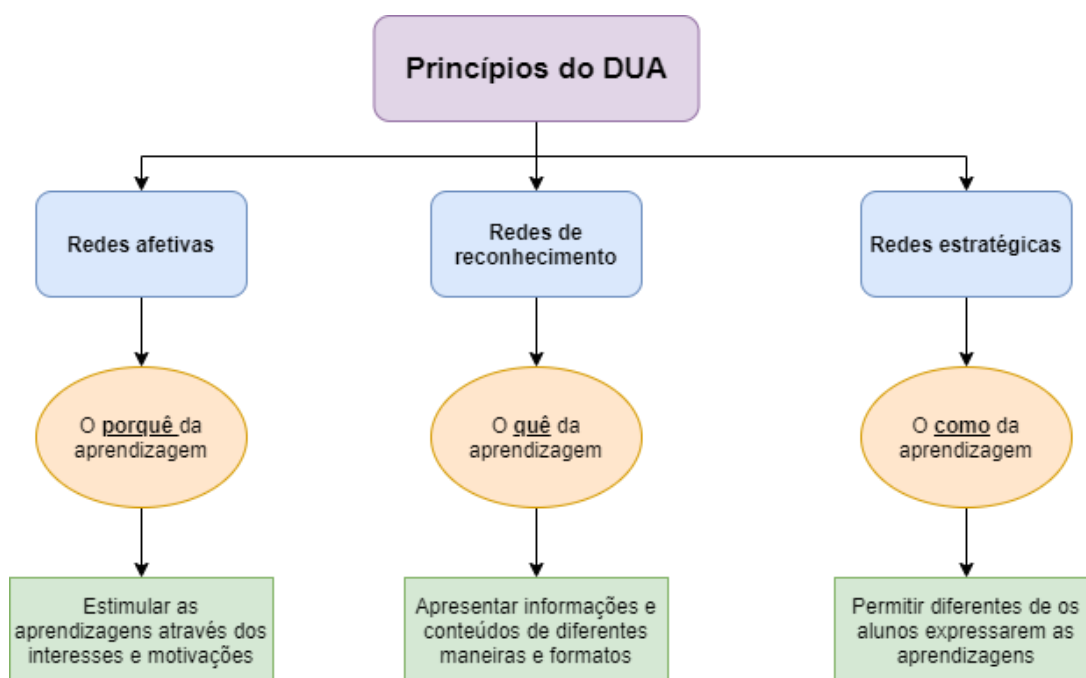 Princípios do DUA
Redes afetivas
Redes de
reconhecimento
Redes estratégicas
O porquê da
aprendizagem
O quê da
aprendizagem
O como da
aprendizagem
Estimular as
aprendizagens através dos
interesses e motivações
Apresentar informações e
conteúdos de diferentes
maneiras e formatos
Permitir diferentes de os
alunos expressarem as
aprendizagens